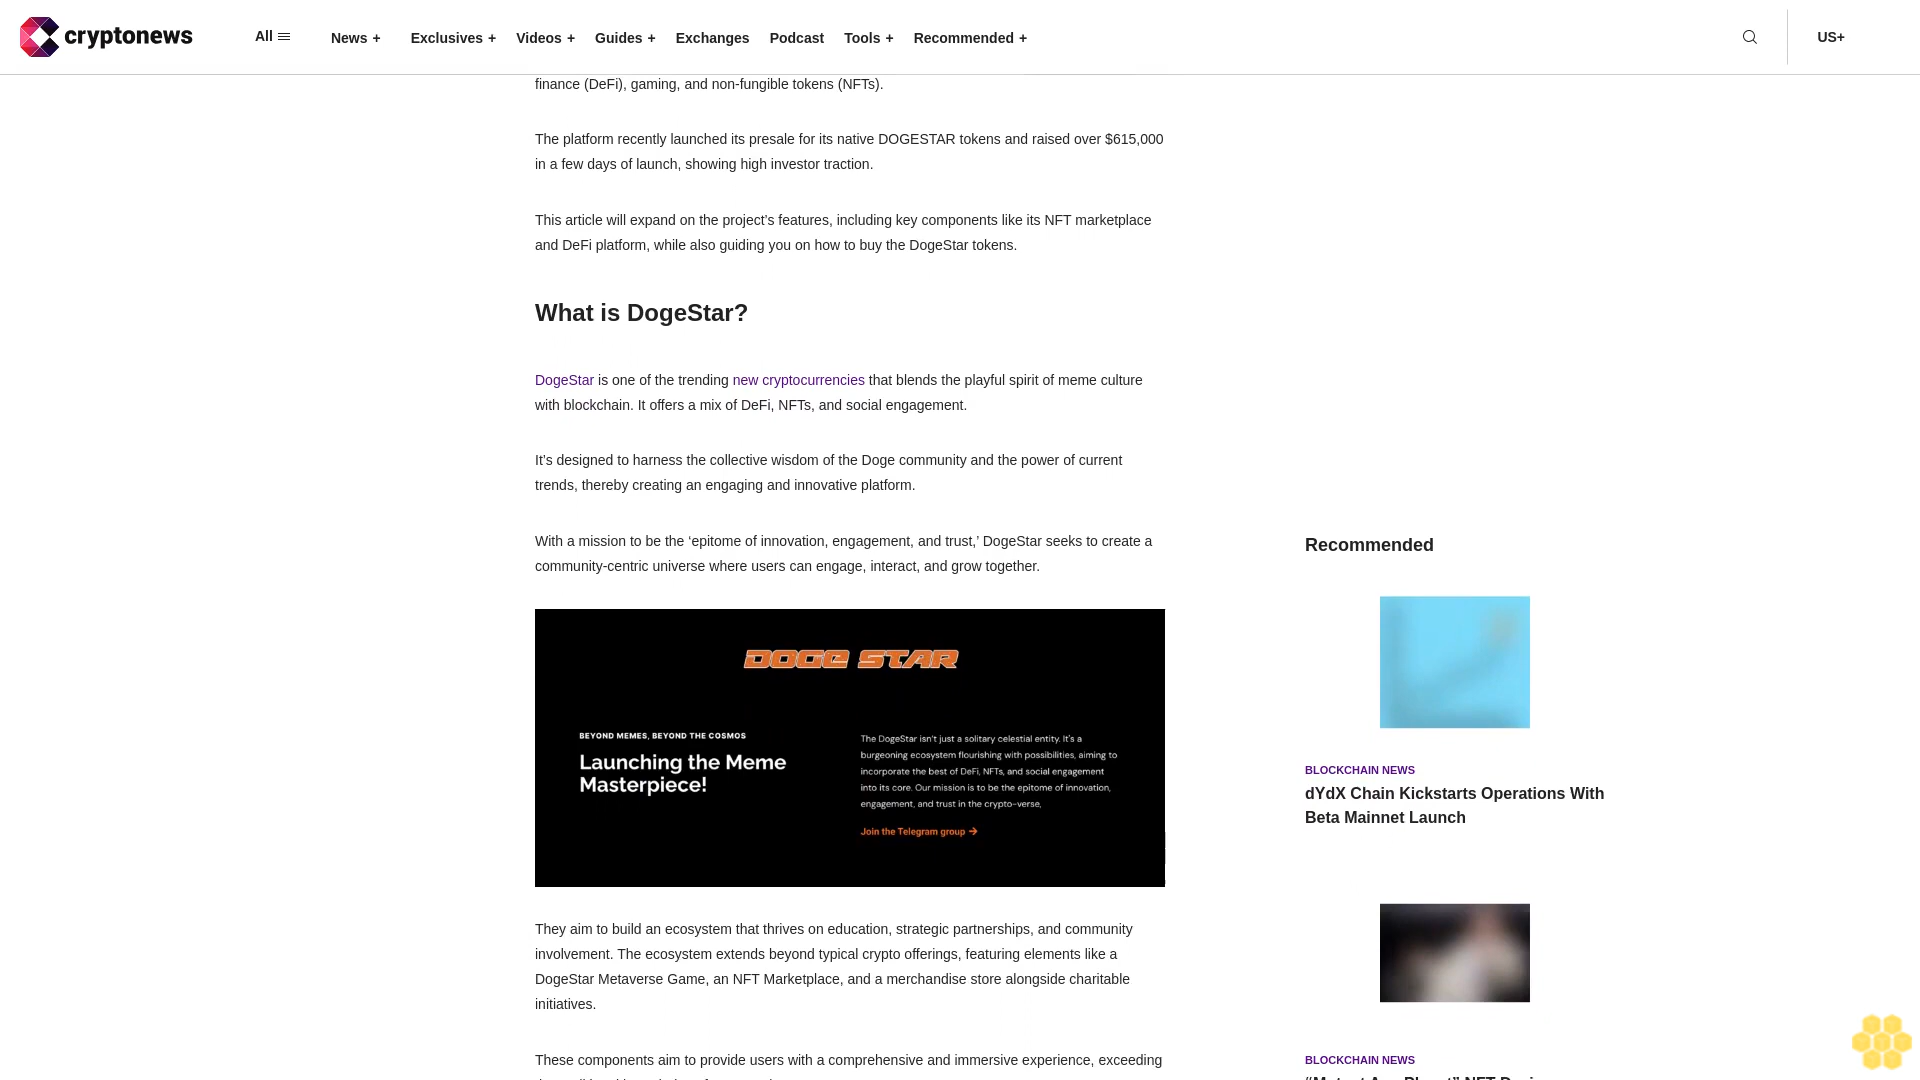 cryptonews
All
News +
Exclusives +
Videos +
Guides +
Exchanges
Podcast
Tools +
Recommended +
US+
finance (DeFi), gaming, and non-fungible tokens (NFTs).
The platform recently launched its presale for its native DOGESTAR tokens and raised over $615,000
in a few days of launch, showing high investor traction.
This article will expand on the project’s features, including key components like its NFT marketplace
and DeFi platform, while also guiding you on how to buy the DogeStar tokens.
What is DogeStar?
DogeStar is one of the trending new cryptocurrencies that blends the playful spirit of meme culture
with blockchain. It offers a mix of DeFi, NFTs, and social engagement.
It’s designed to harness the collective wisdom of the Doge community and the power of current
trends, thereby creating an engaging and innovative platform.
With a mission to be the ‘epitome of innovation, engagement, and trust,’ DogeStar seeks to create a
community-centric universe where users can engage, interact, and grow together.
DOGE STAR
BEYOND MEMES, BEYOND THE COSMOS
Launching the Meme
Masterpiece!
The DogeStar isn't just a solitary celestial entity. It's a
burgeoning ecosystem flourishing with possibilities, aiming to
incorporate the best of DeFi, NFTs, and social engagement
into its core. Our mission is to be the epitome of innovation,
engagement, and trust in the crypto-verse,
Join the Telegram group →
They aim to build an ecosystem that thrives on education, strategic partnerships, and community
involvement. The ecosystem extends beyond typical crypto offerings, featuring elements like a
DogeStar Metaverse Game, an NFT Marketplace, and a merchandise store alongside charitable
initiatives.
These components aim to provide users with a comprehensive and immersive experience, exceeding
Recommended
BLOCKCHAIN NEWS
dYdX Chain Kickstarts Operations With
Beta Mainnet Launch
BLOCKCHAIN NEWS